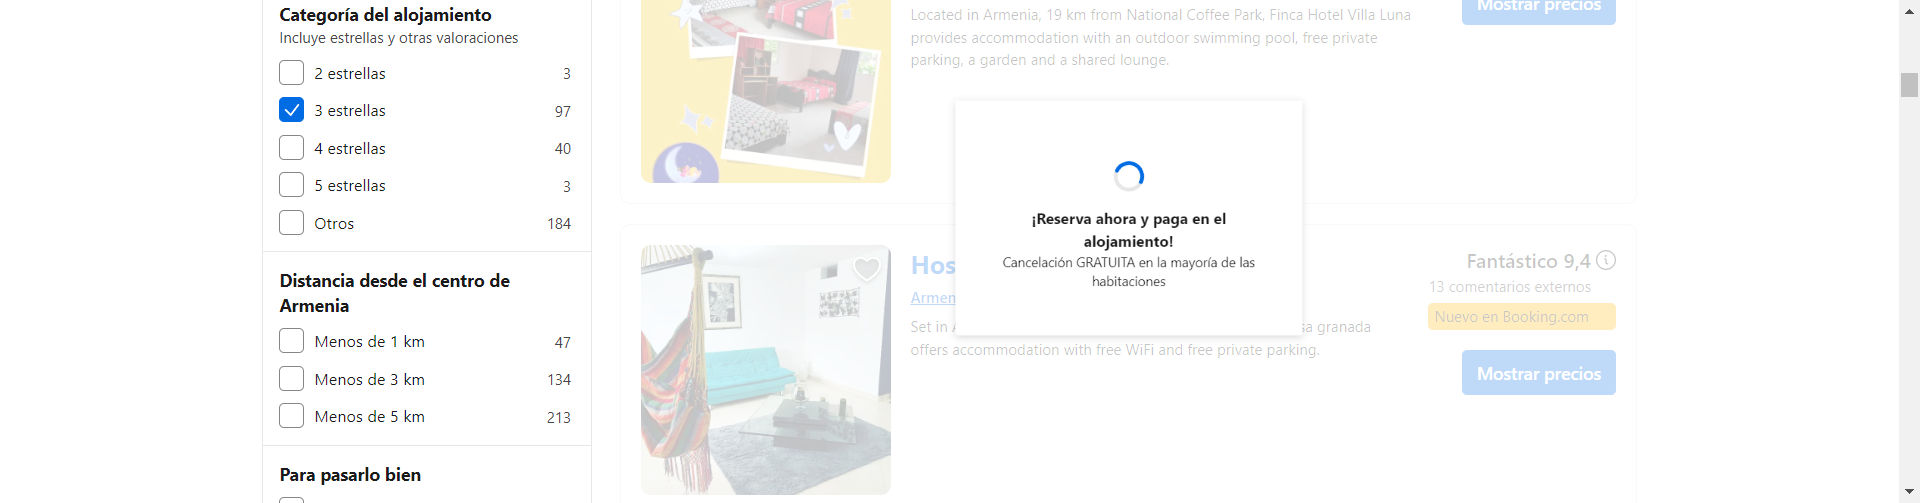 Categoría del alojamiento
Incluye estrellas y otras valoraciones
2 estrellas 3
3 estrellas 97
4 estrellas 40
5 estrellas 3
Otros 184
Distancia desde el centro de
Armenia
Menos de 1 km 47
Menos de 3 km 134
Menos de 5 km 213
Para pasarlo bien
Located in Armenia, 19 km from National Coffee Park, Finca Hotel Villa Luna
provides accommodation with an outdoor swimming pool, free private
parking, a garden and a shared lounge.
Mostrar precios
¡Reserva ahora y paga en el
alojamiento!
Cancelación GRATUITA en la mayoría de las
habitaciones
Set in
granada
offers accommodation with free WiFi and free private parking.
Fantástico 9,4
13 comentarios externos
Nuevo en Booking.com
Mostrar precios